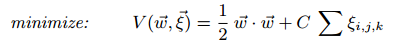 minimize: V(w⃗, ξ⃗) = 1/2 w⃗ · w⃗ + C ∑ ξ_{i,j,k}